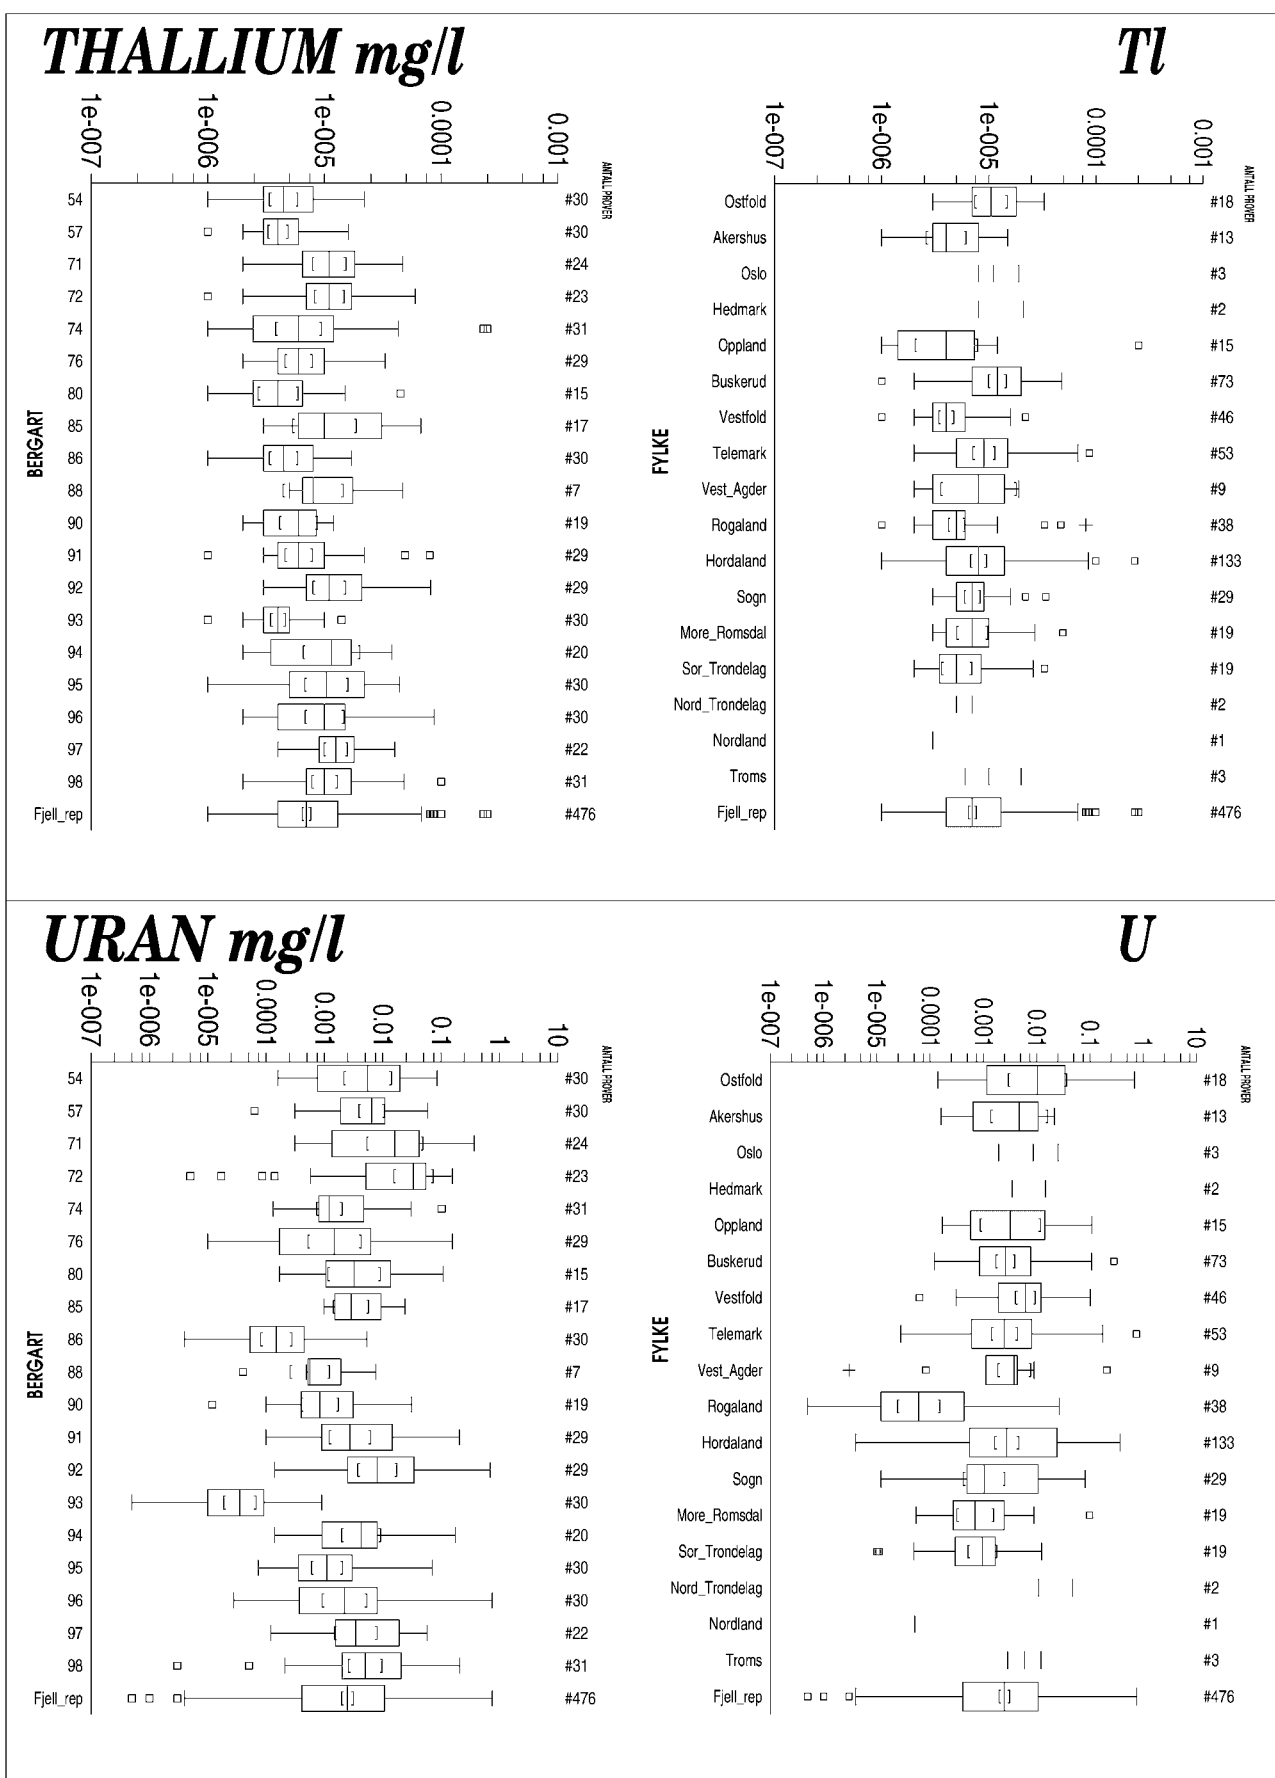 THALLIUM mg/l
Tl
1e-007
1e-006
1e-005
0.0001
0.001
ANTALL PROVER
BERGART
54 #30
57 #30
71 #24
72 #23
74 #31
76 #29
80 #15
85 #17
86 #30
88 #7
90 #19
91 #29
92 #29
93 #30
94 #20
95 #30
96 #30
97 #22
98 #31
Fjell_rep #476
1e-007
1e-006
1e-005
0.0001
0.001
ANTALL PROVER
FYLKE
Ostfold #18
Akershus #13
Oslo #3
Hedmark #2
Oppland #15
Buskerud #73
Vestfold #46
Telemark #53
Vest_Agder #9
Rogaland #38
Hordaland #133
Sogn #29
More_Romsdal #19
Sor_Trondelag #19
Nord_Trondelag #2
Nordland #1
Troms #3
Fjell_rep #476
URAN mg/l
U
1e-007
1e-006
1e-005
0.0001
0.001
0.01
0.1
1
10
ANTALL PROVER
BERGART
54 #30
57 #30
71 #24
72 #23
74 #31
76 #29
80 #15
85 #17
86 #30
88 #7
90 #19
91 #29
92 #29
93 #30
94 #20
95 #30
96 #30
97 #22
98 #31
Fjell_rep #476
1e-007
1e-006
1e-005
0.0001
0.001
0.01
0.1
1
10
ANTALL PROVER
FYLKE
Ostfold #18
Akershus #13
Oslo #3
Hedmark #2
Oppland #15
Buskerud #73
Vestfold #46
Telemark #53
Vest_Agder #9
Rogaland #38
Hordaland #133
Sogn #29
More_Romsdal #19
Sor_Trondelag #19
Nord_Trondelag #2
Nordland #1
Troms #3
Fjell_rep #476